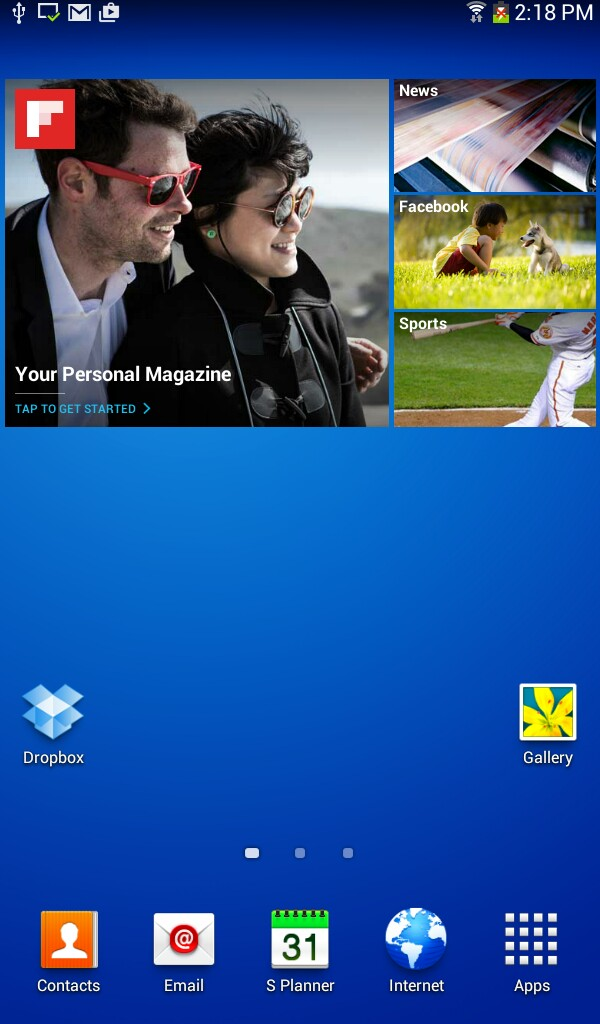 2:18 PM
News
Facebook
Sports
Your Personal Magazine
TAP TO GET STARTED
Dropbox
Gallery
@
31
Contacts
Email
S Planner
Internet
Apps